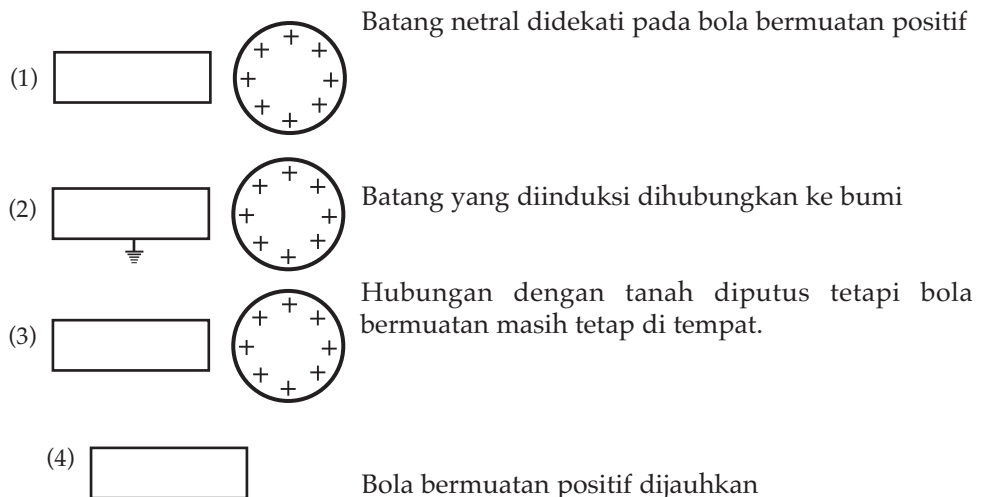 Batang netral didekati pada bola bermuatan positif
(1)
+ + + + + + + +
(2)
Batang yang diinduksi dihubungkan ke bumi
+ + + + + + + +
Hubungan dengan tanah diputus tetapi bola
bermuatan masih tetap di tempat.
(3)
+ + + + + + + +
(4)
Bola bermuatan positif dijauhkan